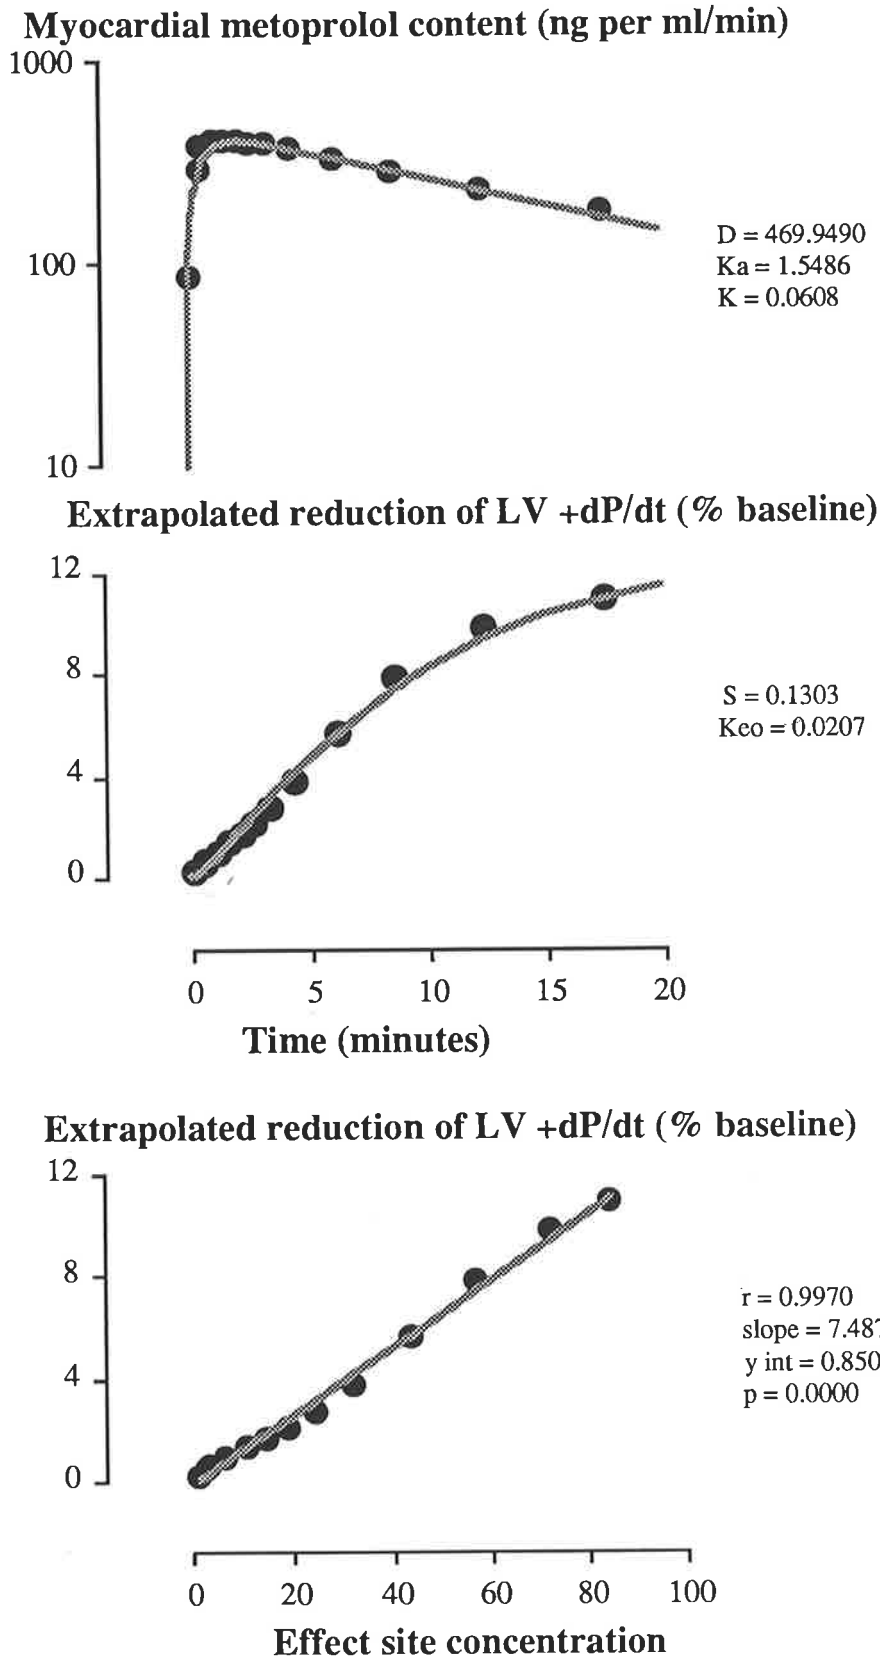 Myocardial metoprolol content (ng per ml/min)
1000
100
10
D = 469.9490
Ka = 1.5486
K = 0.0608
Extrapolated reduction of LV +dP/dt (% baseline)
12
8
4
0
S = 0.1303
Keo = 0.0207
0 5 10 15 20
Time (minutes)
Extrapolated reduction of LV +dP/dt (% baseline)
12
8
4
0
r = 0.9970
slope = 7.487
y int = 0.850
p = 0.0000
0 20 40 60 80 100
Effect site concentration